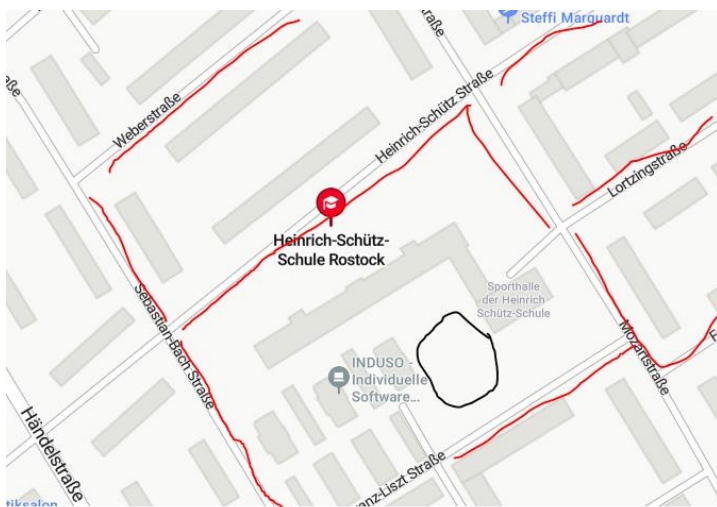 Steffi Marquardt
Weberstraße
Heinrich-Schütz Straße
Lortzingstraße
Heinrich-Schütz-
Schule Rostock
Sporthalle
der Heinrich
Schütz-Schule
Sebastian-Bach Straße
Mozartstraße
INDUSO -
Individuelle
Software...
Händelstraße
anz-Liszt Straße
tiksalon